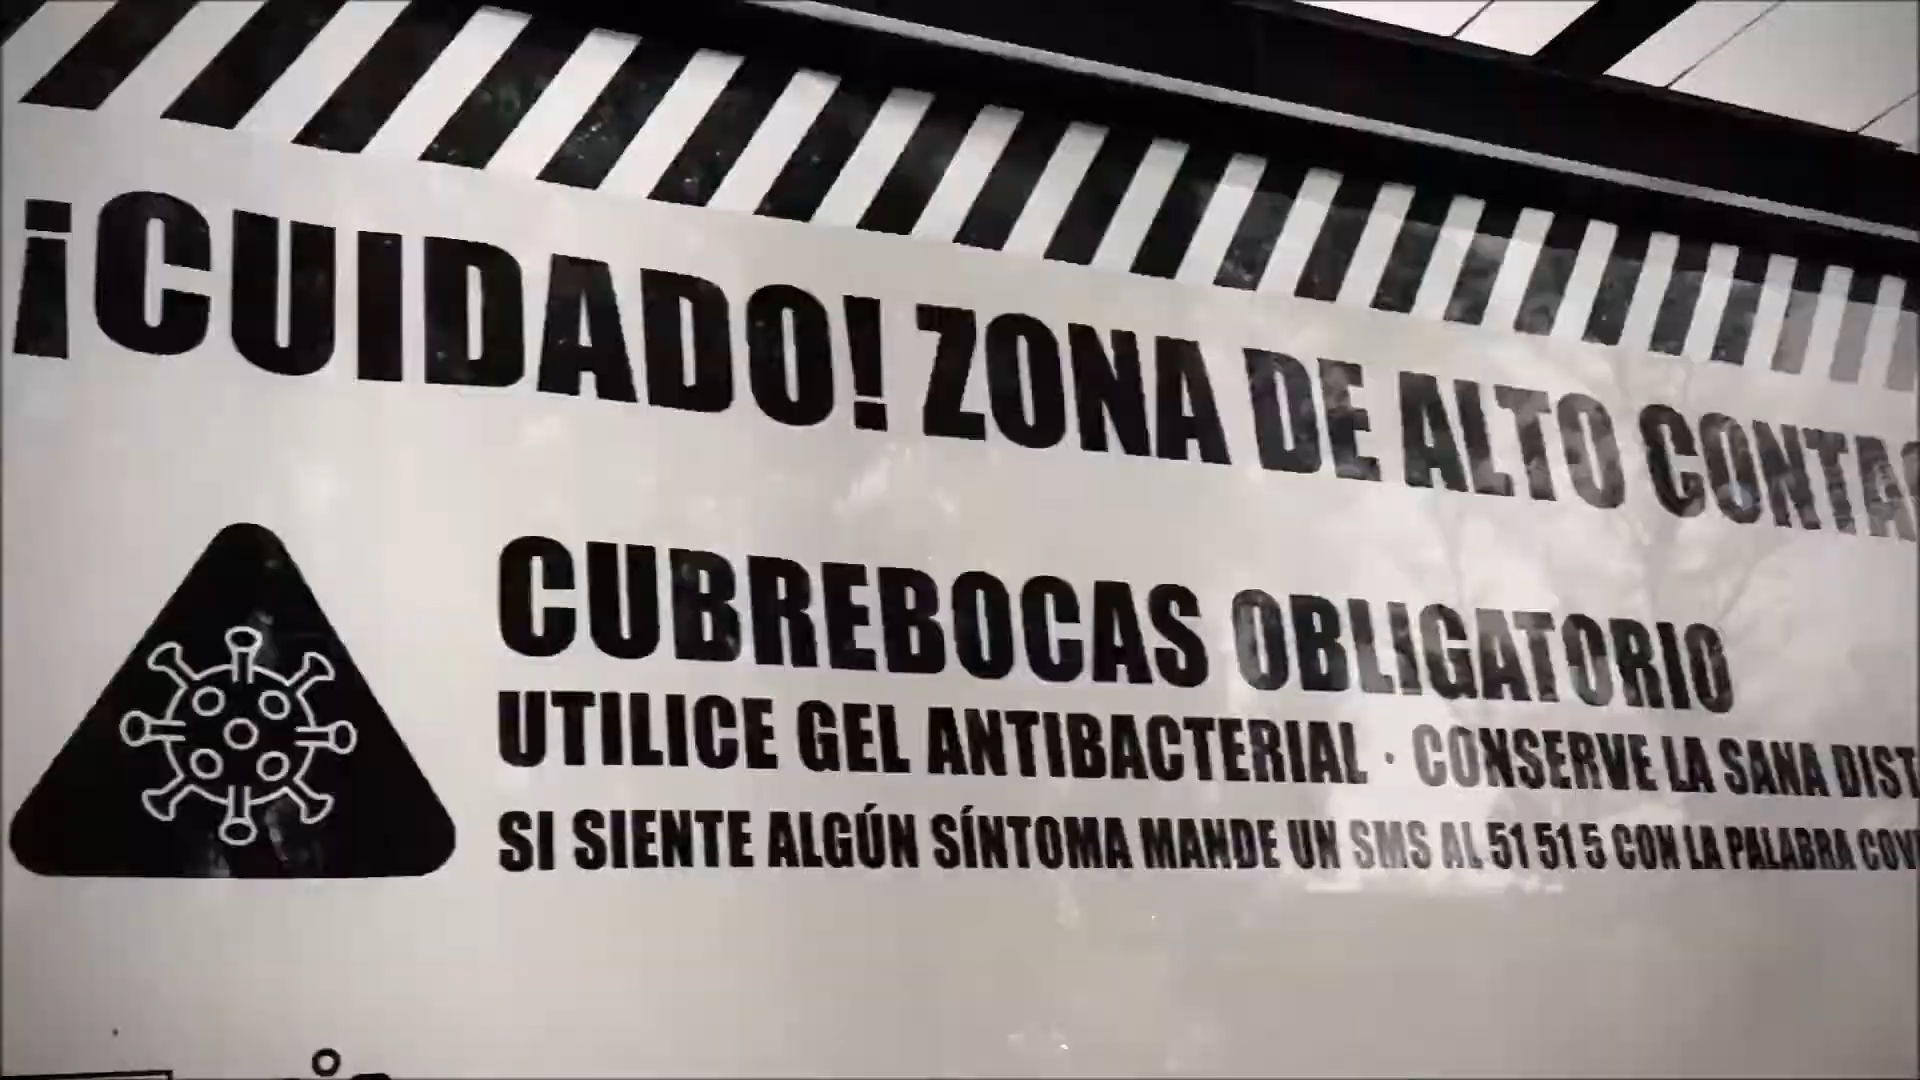 ¡CUIDADO! ZONA DE ALTO
CUBREBOCAS OBLIGATORIO
UTILICE GEL ANTIBACTERIAL · CONSERVE LA SANA
SI SIENTE ALGÚN SÍNTOMA MANDE UN SMS AL 51 51 5 CON LA PALABRA